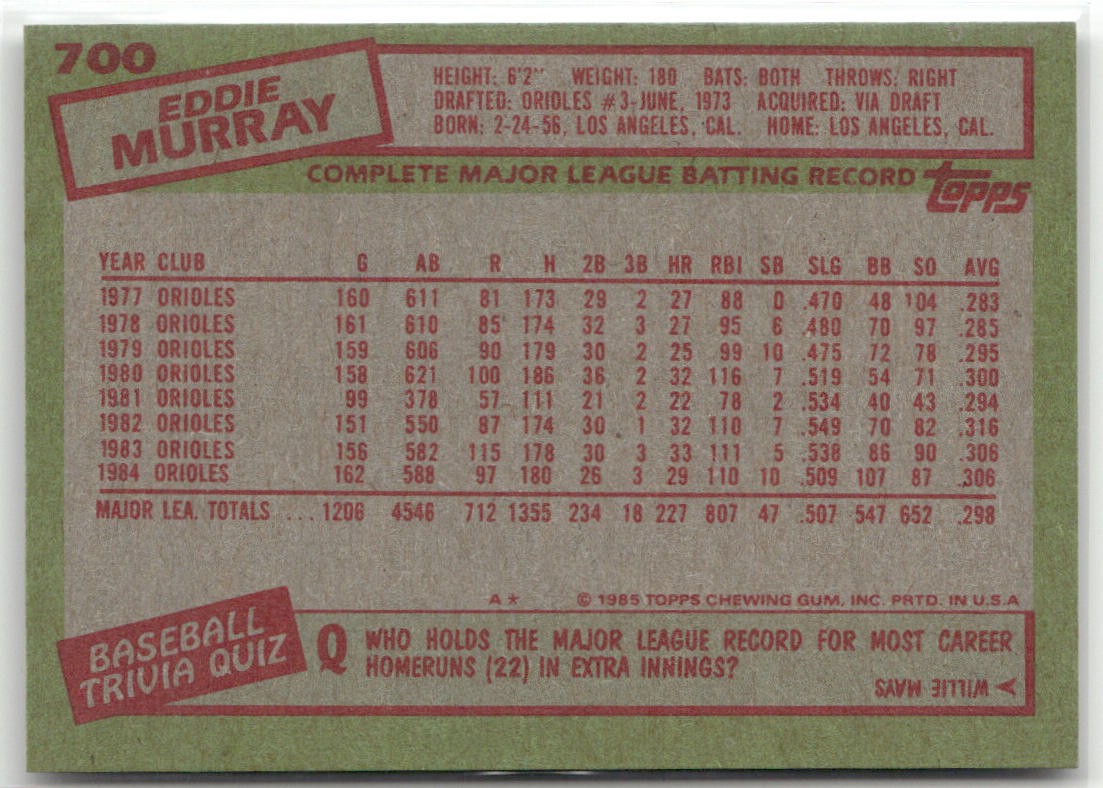 700
EDDIE
MURRAY
HEIGHT: 6'2" WEIGHT: 180 BATS: BOTH THROWS: RIGHT
DRAFTED: ORIOLES #3-JUNE, 1973 ACQUIRED: VIA DRAFT
BORN: 2-24-56, LOS ANGELES, CAL. HOME: LOS ANGELES, CAL.
COMPLETE MAJOR LEAGUE BATTING RECORD topps
YEAR CLUB G AB R H 2B 3B HR RBI SB SLG BB SO AVG
1977 ORIOLES 160 611 81 173 29 2 27 88 0 .470 48 104 .283
1978 ORIOLES 161 610 85 174 32 3 27 95 6 .480 70 97 .285
1979 ORIOLES 159 606 90 179 30 2 25 99 10 .475 72 78 .295
1980 ORIOLES 158 621 100 186 36 2 32 116 7 .519 54 71 .300
1981 ORIOLES 99 378 57 111 21 2 22 78 2 .534 40 43 .294
1982 ORIOLES 151 550 87 174 30 1 32 110 7 .549 70 82 .316
1983 ORIOLES 156 582 115 178 30 3 33 111 5 .538 86 90 .306
1984 ORIOLES 162 588 97 180 26 3 29 110 10 .509 107 87 .306
MAJOR LEA. TOTALS ... 1206 4546 712 1355 234 18 227 807 47 .507 547 652 .298
A* © 1985 TOPPS CHEWING GUM, INC. PRTD. IN U.S.A
BASEBALL
TRIVIA QUIZ
Q WHO HOLDS THE MAJOR LEAGUE RECORD FOR MOST CAREER
HOMERUNS (22) IN EXTRA INNINGS?
WILLIE MAYS